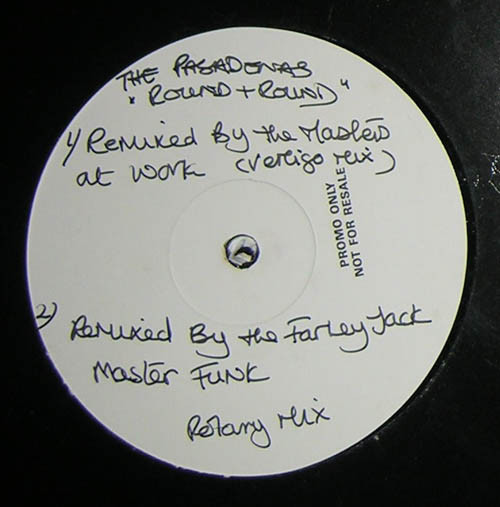 THE PASADENAS
"ROUND + ROUND"
1) Remixed By the Masters
at Work (Vertigo mix)
PROMO ONLY
NOT FOR RESALE
2) Remixed By the Farley Jack
Master Funk
Rotary Mix